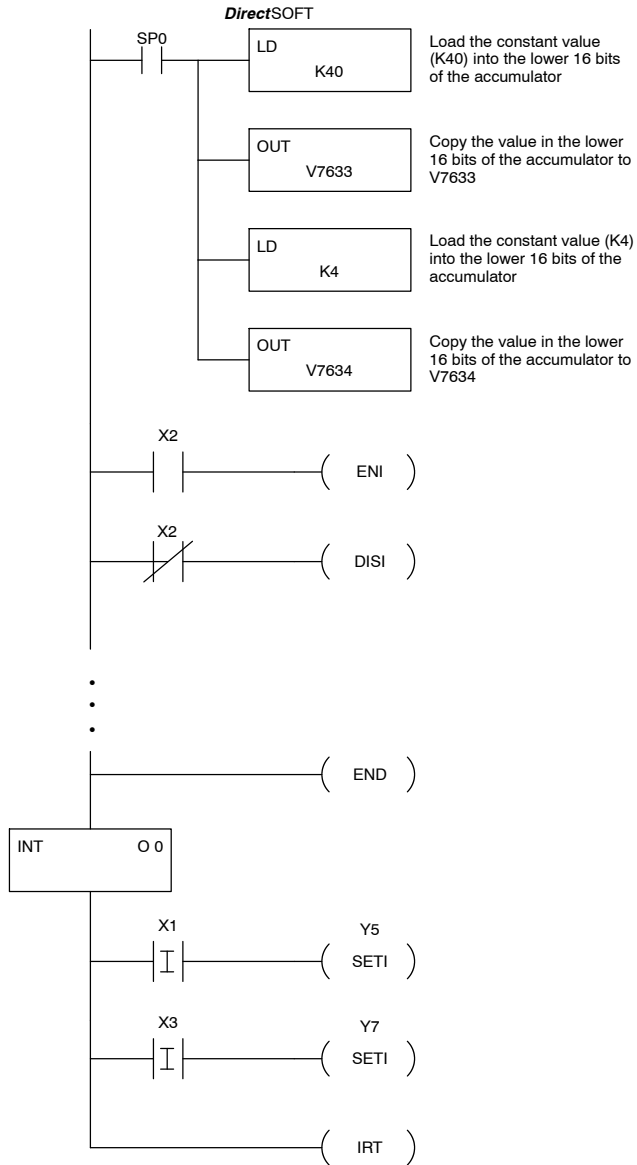 DirectSOFT
SP0
LD
K40
Load the constant value
(K40) into the lower 16 bits
of the accumulator
OUT
V7633
Copy the value in the lower
16 bits of the accumulator to
V7633
LD
K4
Load the constant value (K4)
into the lower 16 bits of the
accumulator
OUT
V7634
Copy the value in the lower
16 bits of the accumulator to
V7634
X2
ENI
X2
DISI
END
INT O 0
X1
Y5
SETI
X3
Y7
SETI
IRT